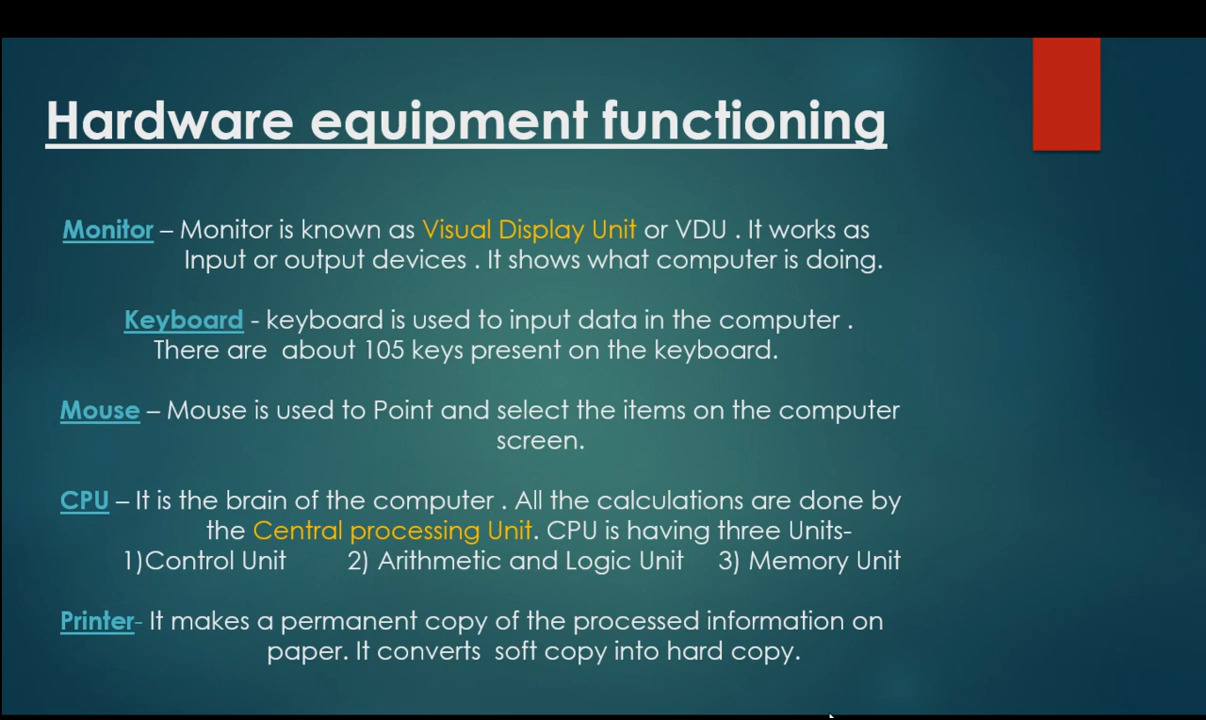 Hardware equipment functioning
Monitor – Monitor is known as Visual Display Unit or VDU . It works as
Input or output devices . It shows what computer is doing.
Keyboard - keyboard is used to input data in the computer .
There are  about 105 keys present on the keyboard.
Mouse – Mouse is used to Point and select the items on the computer
screen.
CPU – It is the brain of the computer . All the calculations are done by
the Central processing Unit. CPU is having three Units-
1)Control Unit 2) Arithmetic and Logic Unit 3) Memory Unit
Printer- It makes a permanent copy of the processed information on
paper. It converts  soft copy into hard copy.